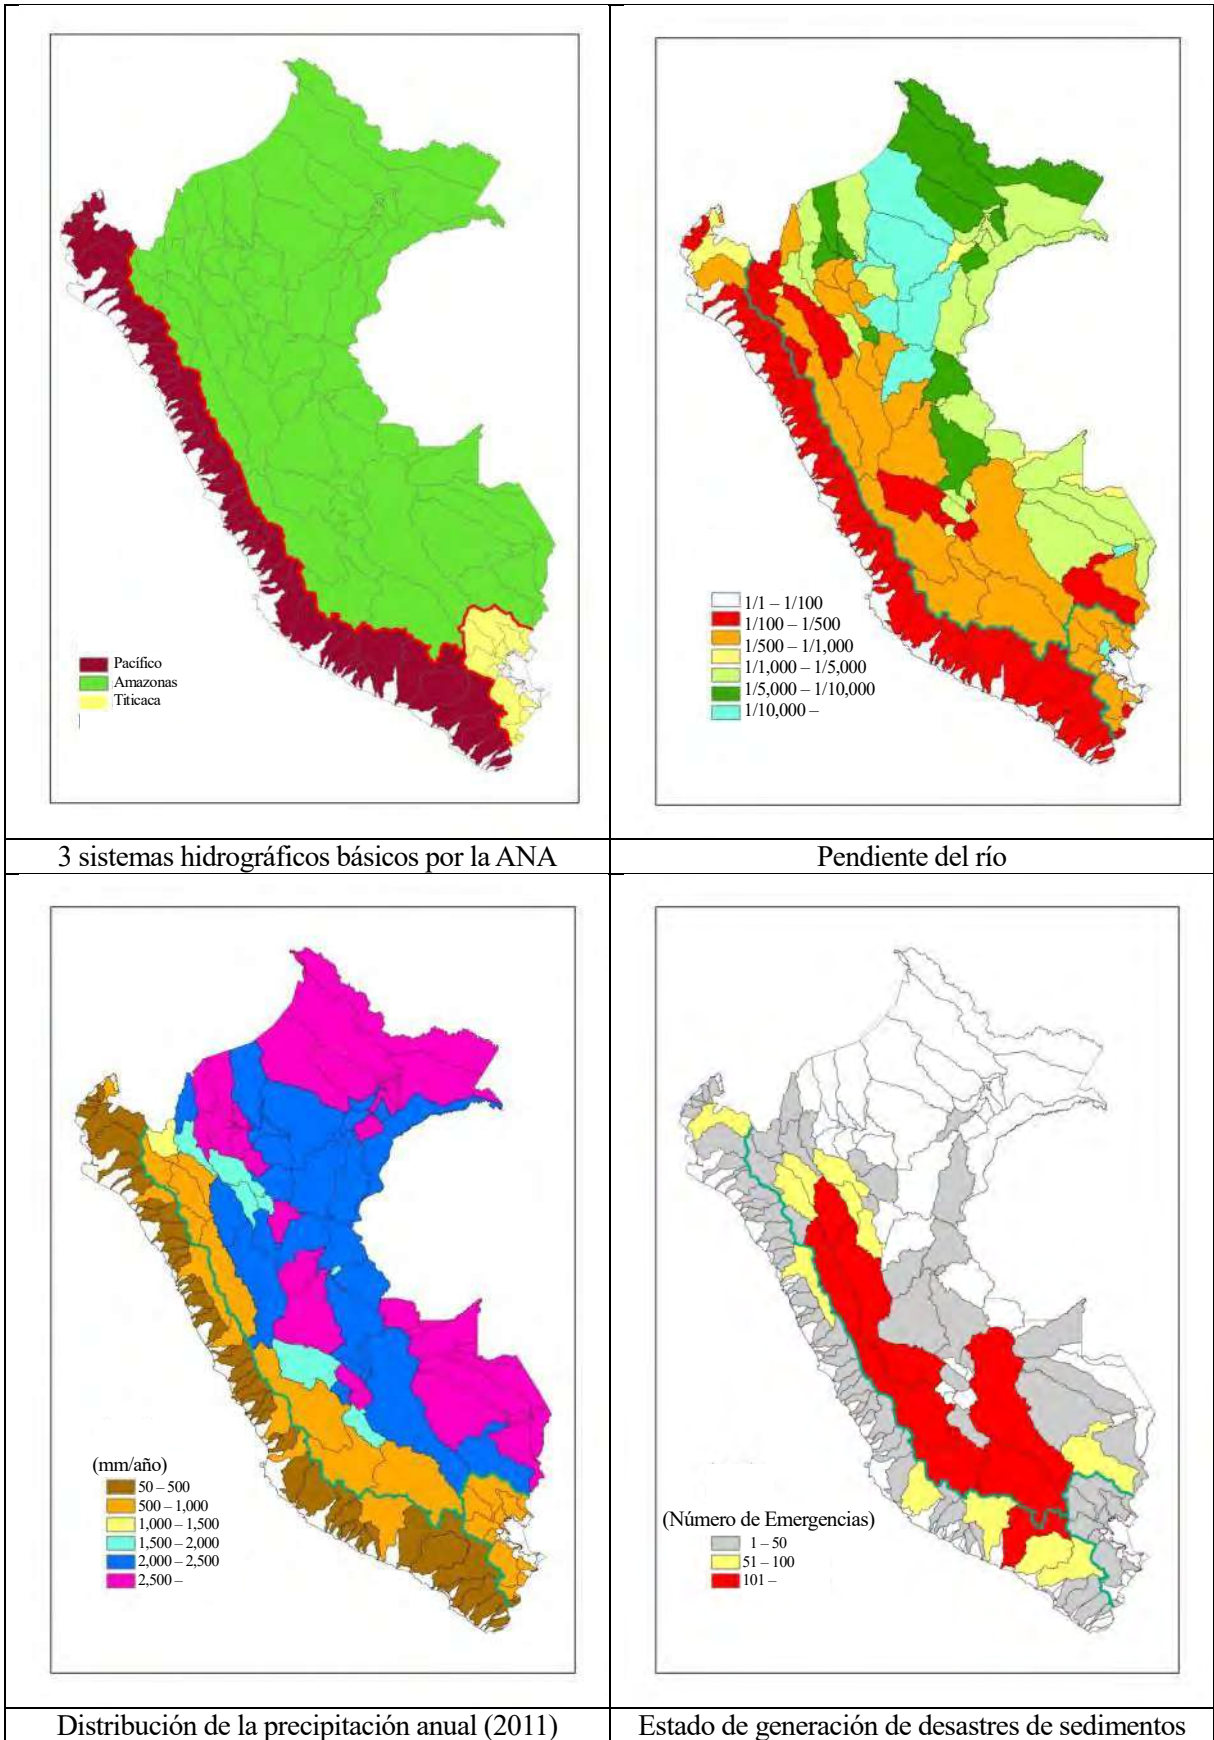 Pacífico
Amazonas
Titicaca
1/1 – 1/100
1/100 – 1/500
1/500 – 1/1,000
1/1,000 – 1/5,000
1/5,000 – 1/10,000
1/10,000 –
3 sistemas hidrográficos básicos por la ANA
Pendiente del río
(mm/año)
50 – 500
500 – 1,000
1,000 – 1,500
1,500 – 2,000
2,000 – 2,500
2,500 –
(Número de Emergencias)
1 – 50
51 – 100
101 –
Distribución de la precipitación anual (2011)
Estado de generación de desastres de sedimentos